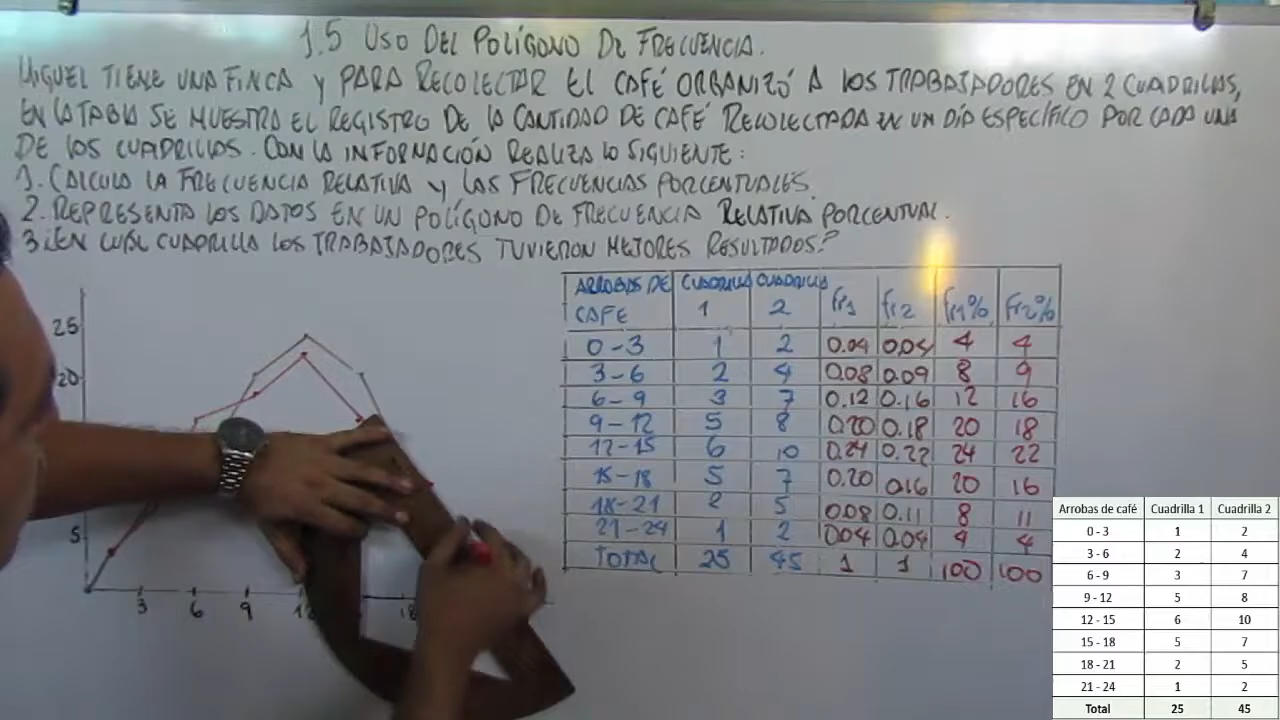 1.5 USO DEL POLÍGONO DE FRECUENCIA.
MIGUEL TIENE UNA FINCA Y PARA RECOLECTAR EL CAFÉ ORGANIZÓ A LOS TRABAJADORES EN 2 CUADRILLAS,
EN LA TABLA SE MUESTRA EL REGISTRO DE LA CANTIDAD DE CAFÉ RECOLECTADA EN UN DÍA ESPECÍFICO POR CADA UNA
DE LAS CUADRILLAS. CON LA INFORMACIÓN REALIZA LO SIGUIENTE:
1. CALCULA LA FRECUENCIA RELATIVA Y LAS FRECUENCIAS PORCENTUALES.
2. REPRESENTA LOS DATOS EN UN POLÍGONO DE FRECUENCIA RELATIVA PORCENTUAL.
3. ¿EN CUÁL CUADRILLA LOS TRABAJADORES TUVIERON MEJORES RESULTADOS?
25
20
5
3 6 9 12 18
ARROBAS DE CAFE CUADRILLA 1 CUADRILLA 2 fr1 fr2 fr1% fr2%
0-3 1 2 0.04 0.04 4 4
3-6 2 4 0.08 0.09 8 9
6-9 3 7 0.12 0.16 12 16
9-12 5 8 0.20 0.18 20 18
12-15 6 10 0.24 0.22 24 22
15-18 5 7 0.20 0.16 20 16
18-21 2 5 0.08 0.11 8 11
21-24 1 2 0.04 0.04 4 4
TOTAL 25 45 1 1 100 100
Arrobas de café Cuadrilla 1 Cuadrilla 2
0 - 3 1 2
3 - 6 2 4
6 - 9 3 7
9 - 12 5 8
12 - 15 6 10
15 - 18 5 7
18 - 21 2 5
21 - 24 1 2
Total 25 45